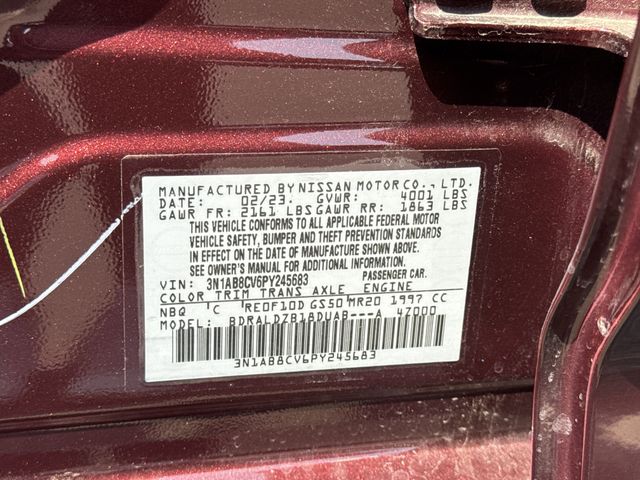 MANUFACTURED BY NISSAN MOTOR CO., LTD.
DATE: 02/23. GVWR: 4001 LBS
GAWR FR: 2161 LBS GAWR RR: 1863 LBS
THIS VEHICLE CONFORMS TO ALL APPLICABLE FEDERAL MOTOR
VEHICLE SAFETY, BUMPER AND THEFT PREVENTION STANDARDS
IN EFFECT ON THE DATE OF MANUFACTURE SHOWN ABOVE.
SEE OWNER'S MANUAL FOR ADDITIONAL INFORMATION.
VIN: 3N1AB8CV6PY245683 PASSENGER CAR.
COLOR TRIM TRANS AXLE ENGINE
NBQ C RE0F10D GS50 MR20 1997 CC
MODEL: BDRALDZB18DUAB---A 47000
3N1AB8CV6PY245683